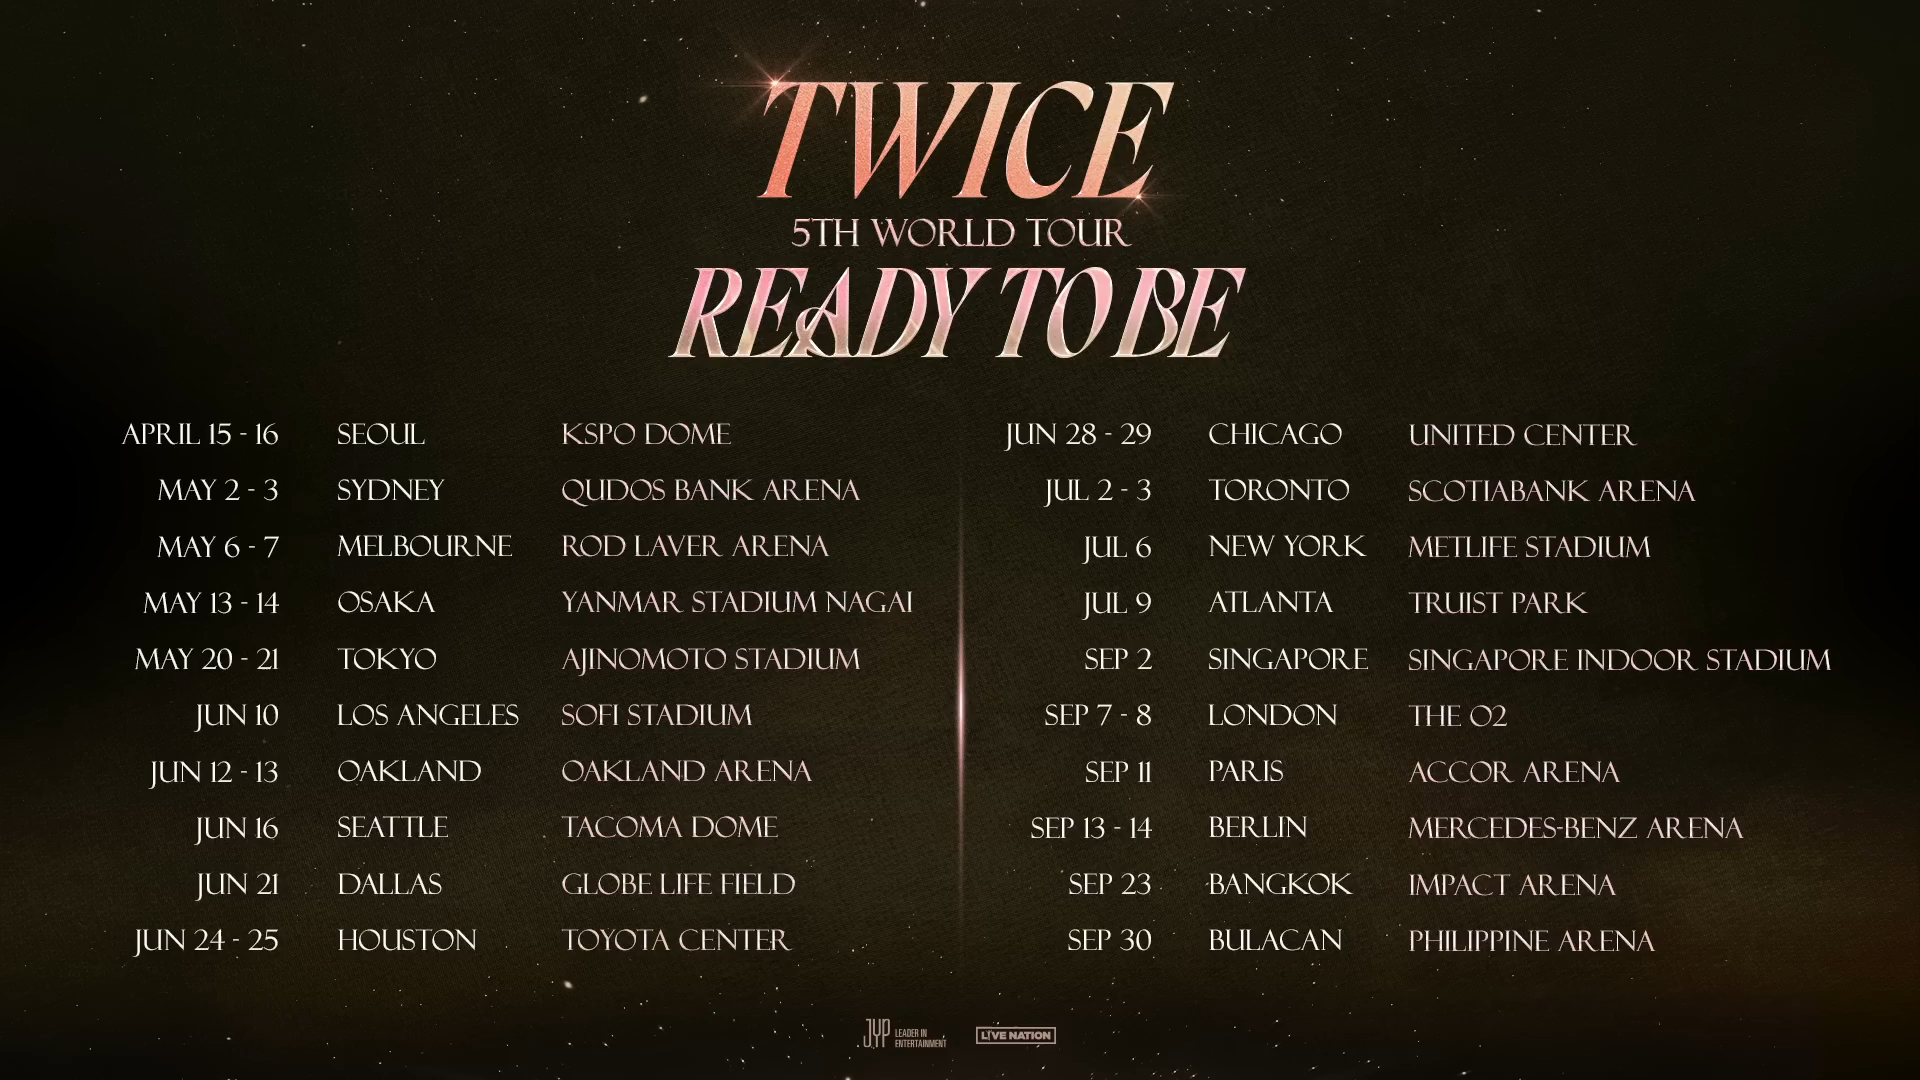 TWICE
5TH WORLD TOUR
READY TO BE
APRIL 15 - 16 SEOUL KSPO DOME
MAY 2 - 3 SYDNEY QUDOS BANK ARENA
MAY 6 - 7 MELBOURNE ROD LAVER ARENA
MAY 13 - 14 OSAKA YANMAR STADIUM NAGAI
MAY 20 - 21 TOKYO AJINOMOTO STADIUM
JUN 10 LOS ANGELES SOFI STADIUM
JUN 12 - 13 OAKLAND OAKLAND ARENA
JUN 16 SEATTLE TACOMA DOME
JUN 21 DALLAS GLOBE LIFE FIELD
JUN 24 - 25 HOUSTON TOYOTA CENTER
JUN 28 - 29 CHICAGO UNITED CENTER
JUL 2 - 3 TORONTO SCOTIABANK ARENA
JUL 6 NEW YORK METLIFE STADIUM
JUL 9 ATLANTA TRUIST PARK
SEP 2 SINGAPORE SINGAPORE INDOOR STADIUM
SEP 7 - 8 LONDON THE O2
SEP 11 PARIS ACCOR ARENA
SEP 13 - 14 BERLIN MERCEDES-BENZ ARENA
SEP 23 BANGKOK IMPACT ARENA
SEP 30 BULACAN PHILIPPINE ARENA
JYP LEADER IN
ENTERTAINMENT
LIVE NATION